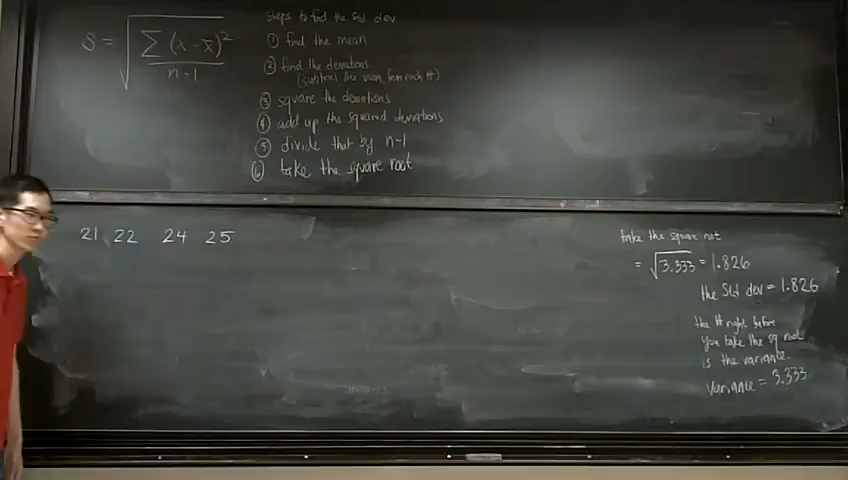 S = √ Σ (x - x̄)²
n-1
Steps to find the Std dev
① find the mean
② find the deviations
(subtract the mean from each #)
③ square the deviations
④ add up the squared deviations
⑤ divide that by n-1
⑥ take the square root
21 22 24 25
take the square root
= √3.333 = 1.826
the Std dev = 1.826
the # right before
you take the sq root
is the variance.
variance = 3.333